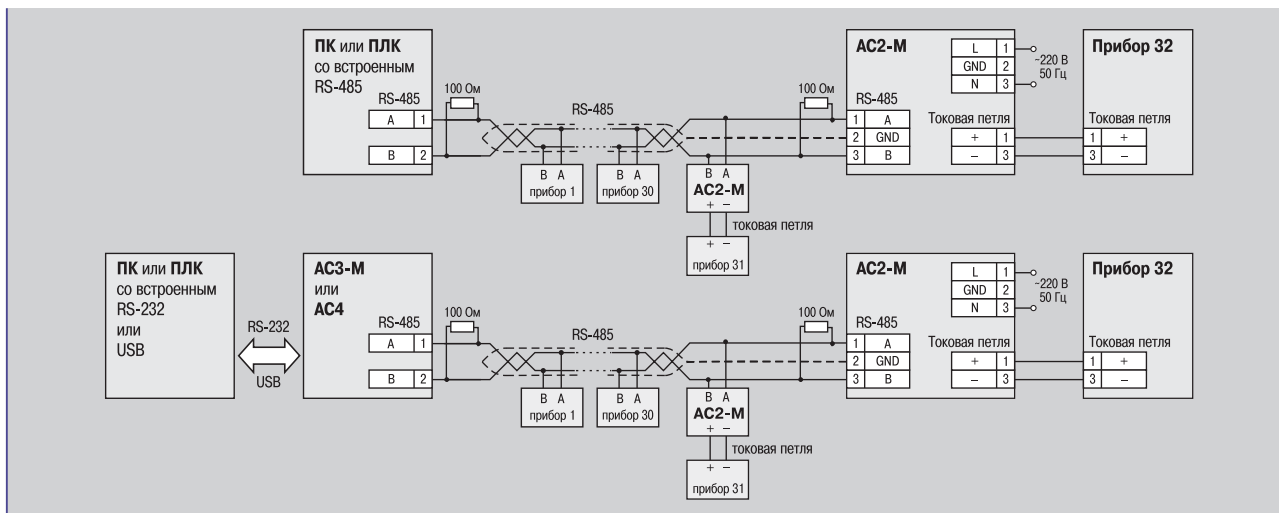 ПК или ПЛК
со встроенным
RS-485
RS-485
A 1
B 2
100 Ом
RS-485
B A
прибор 1
B A
прибор 30
B A
АС2-М
+ –
токовая петля
+ –
прибор 31
100 Ом
АС2-М
RS-485
1 A
2 GND
3 B
L 1
GND 2
N 3
~220 В
50 Гц
Токовая петля
+ 1
– 3
Прибор 32
Токовая петля
1 +
3 –
ПК или ПЛК
со встроенным
RS-232
или
USB
RS-232
USB
АС3-М
или
АС4
RS-485
A 1
B 2
100 Ом
RS-485
B A
прибор 1
B A
прибор 30
B A
АС2-М
+ –
токовая петля
+ –
прибор 31
100 Ом
АС2-М
RS-485
1 A
2 GND
3 B
L 1
GND 2
N 3
~220 В
50 Гц
Токовая петля
+ 1
– 3
Прибор 32
Токовая петля
1 +
3 –